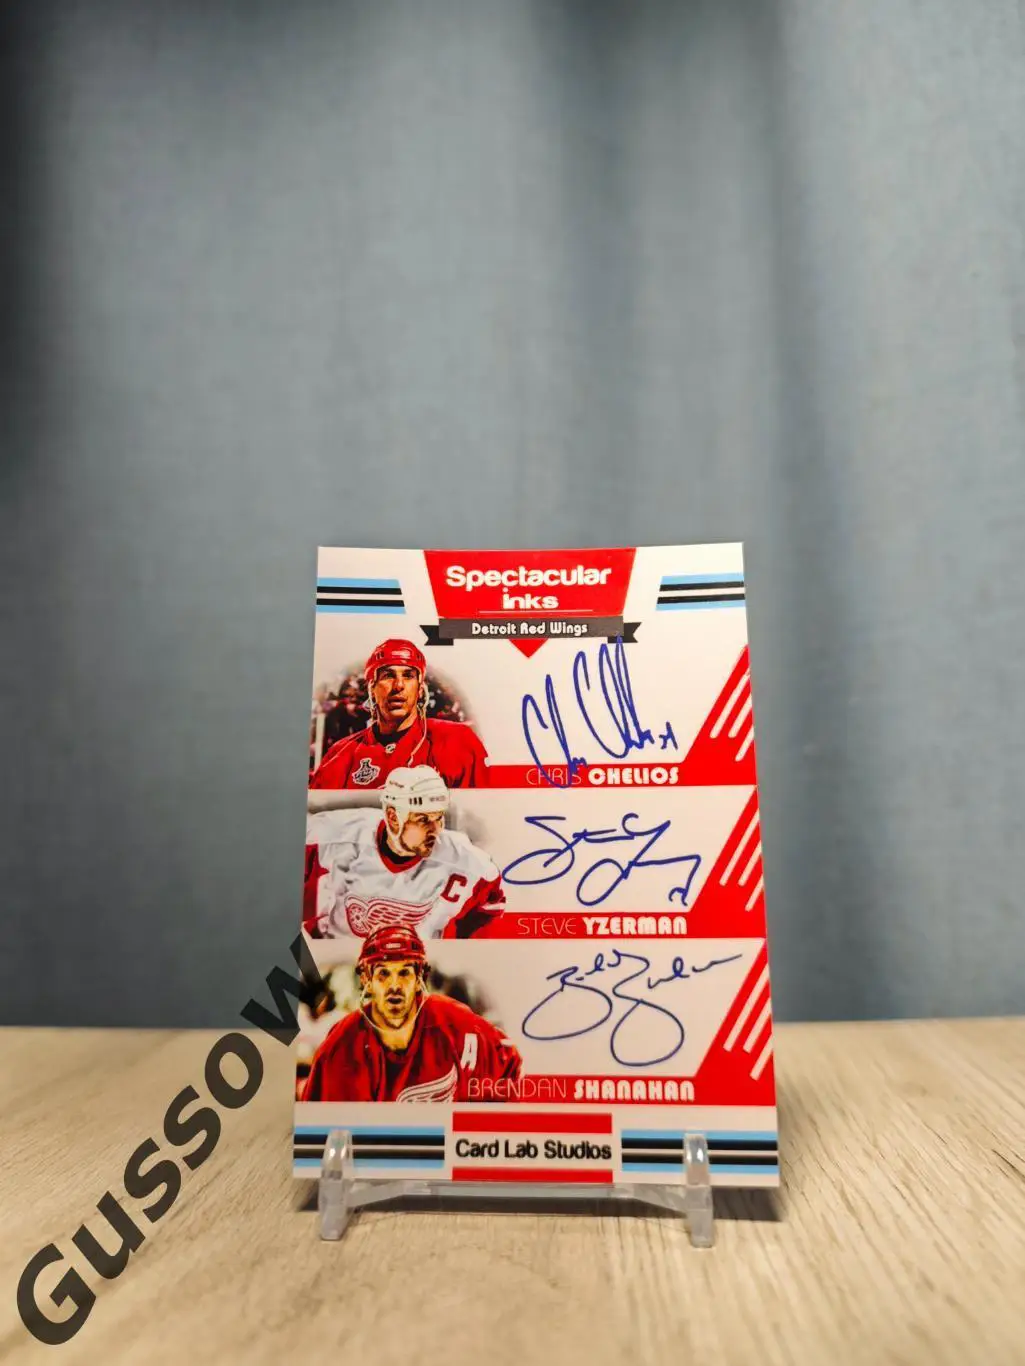 Spectacular
inks
Detroit Red Wings
CHRIS CHELIOS
C
STEVE YZERMAN
A
BRENDAN SHANAHAN
Card Lab Studios
Gussow